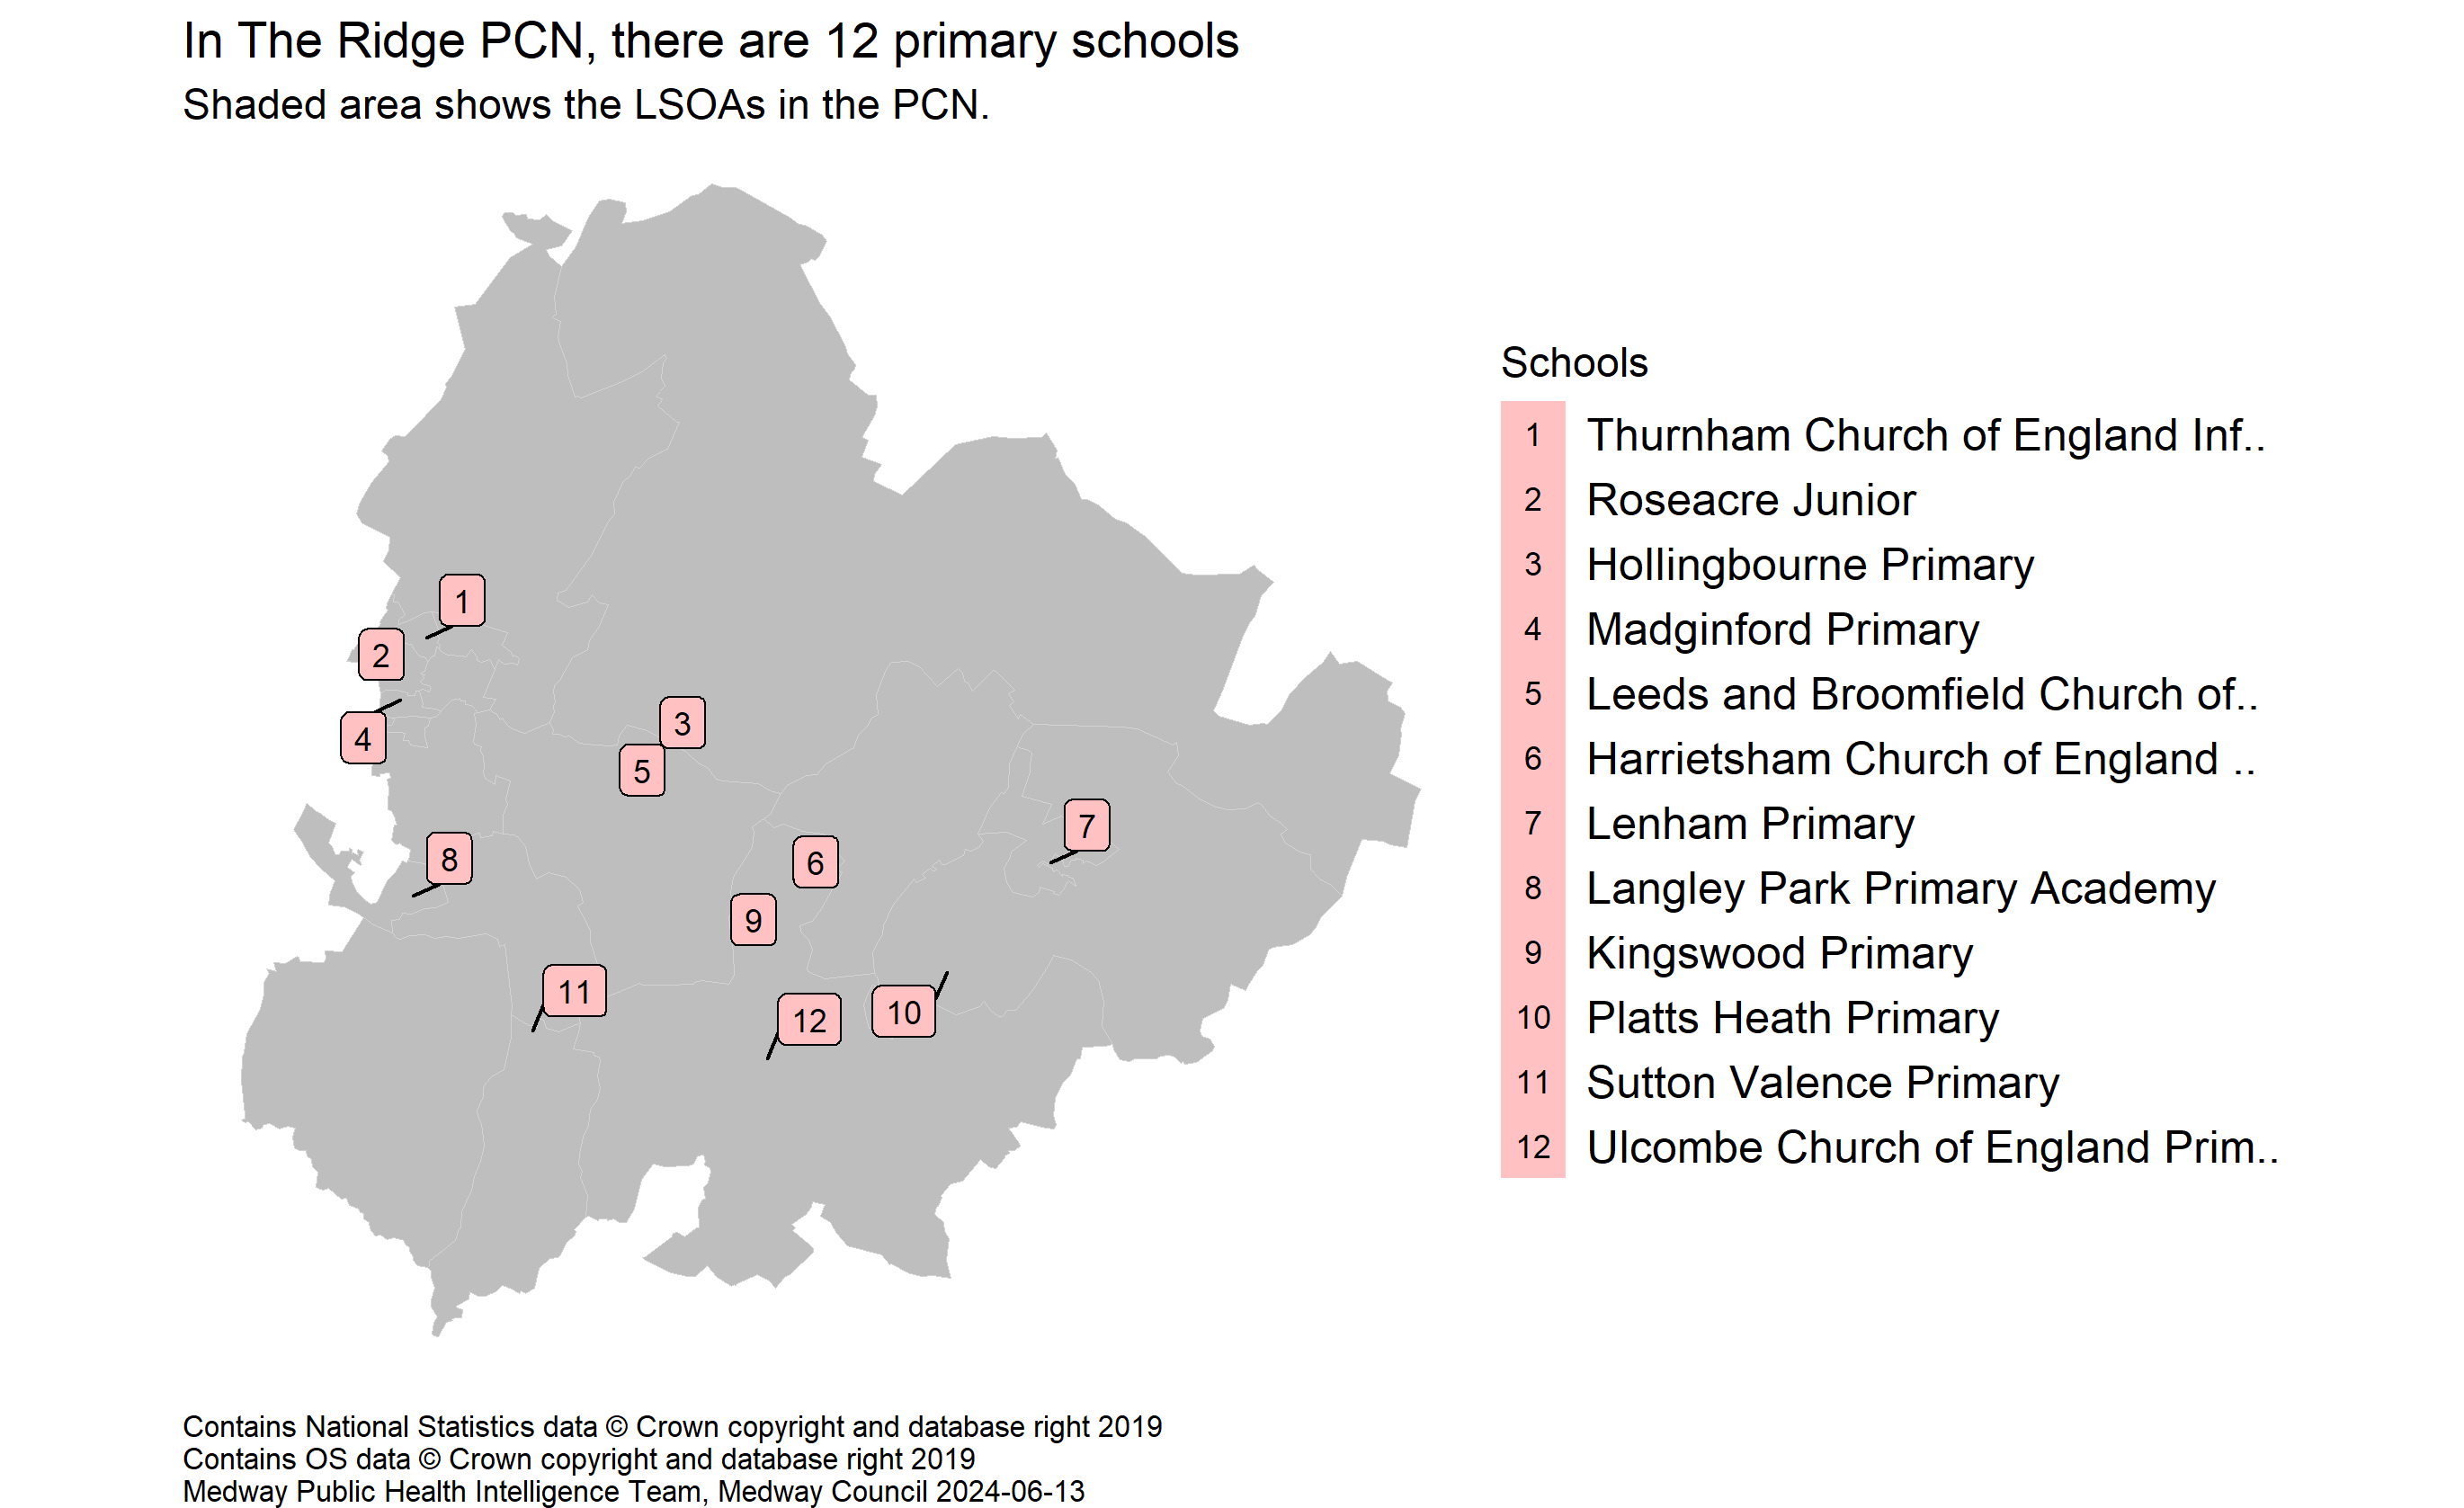 In The Ridge PCN, there are 12 primary schools
Shaded area shows the LSOAs in the PCN.
1
2
3
4
5
6
7
8
9
10
11
12
Schools
1 Thurnham Church of England Inf..
2 Roseacre Junior
3 Hollingbourne Primary
4 Madginford Primary
5 Leeds and Broomfield Church of..
6 Harrietsham Church of England ..
7 Lenham Primary
8 Langley Park Primary Academy
9 Kingswood Primary
10 Platts Heath Primary
11 Sutton Valence Primary
12 Ulcombe Church of England Prim..
Contains National Statistics data © Crown copyright and database right 2019
Contains OS data © Crown copyright and database right 2019
Medway Public Health Intelligence Team, Medway Council 2024-06-13